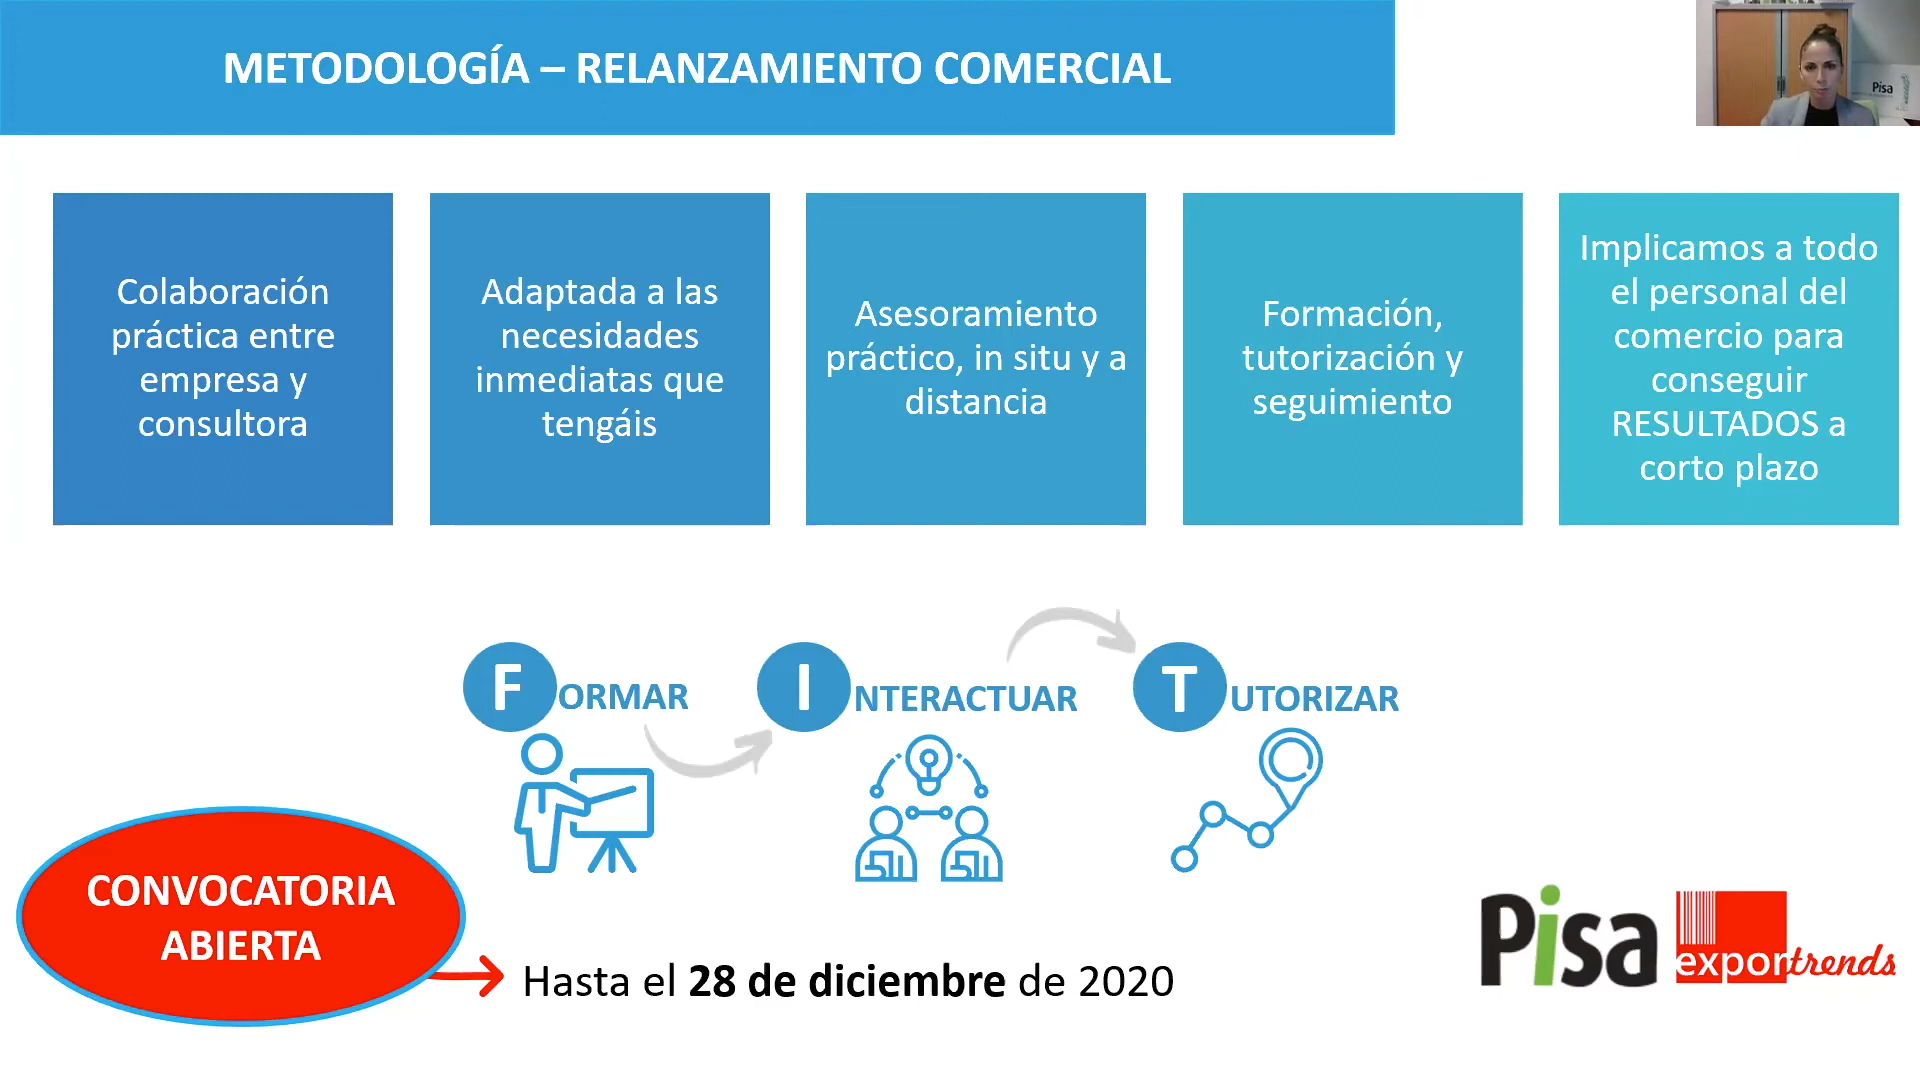 METODOLOGÍA – RELANZAMIENTO COMERCIAL
Pisa
Colaboración
práctica entre
empresa y
consultora
Adaptada a las
necesidades
inmediatas que
tengáis
Asesoramiento
práctico, in situ y a
distancia
Formación,
tutorización y
seguimiento
Implicamos a todo
el personal del
comercio para
conseguir
RESULTADOS a
corto plazo
FORMAR
INTERACTUAR
TUTORIZAR
CONVOCATORIA
ABIERTA
Hasta el 28 de diciembre de 2020
Pisa
exportrends